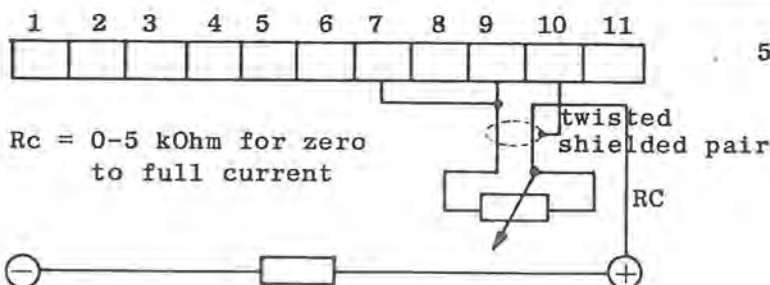 1 2 3 4 5 6 7 8 9 10 11
5
Rc = 0-5 kOhm for zero
to full current
twisted
shielded pair
RC
− +